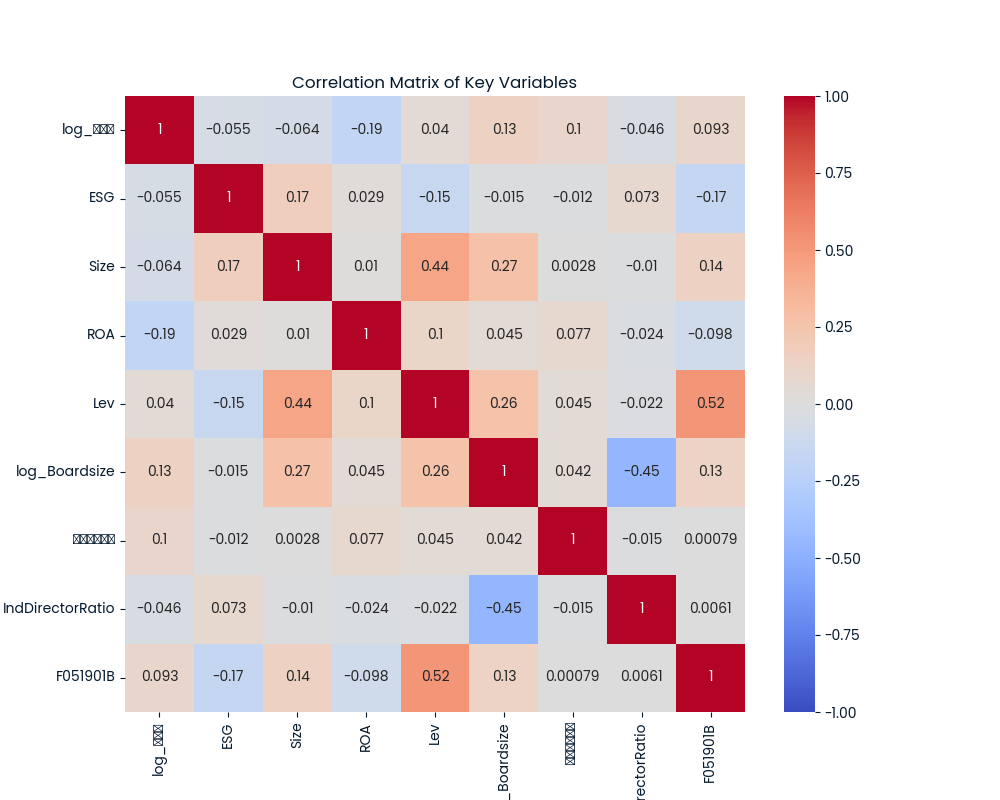 Correlation Matrix of Key Variables
log_
1 -0.055 -0.064 -0.19 0.04 0.13 0.1 -0.046 0.093
ESG
-0.055 1 0.17 0.029 -0.15 -0.015 -0.012 0.073 -0.17
Size
-0.064 0.17 1 0.01 0.44 0.27 0.0028 -0.01 0.14
ROA
-0.19 0.029 0.01 1 0.1 0.045 0.077 -0.024 -0.098
Lev
0.04 -0.15 0.44 0.1 1 0.26 0.045 -0.022 0.52
log_Boardsize
0.13 -0.015 0.27 0.045 0.26 1 0.042 -0.45 0.13
0.1 -0.012 0.0028 0.077 0.045 0.042 1 -0.015 0.00079
IndDirectorRatio
-0.046 0.073 -0.01 -0.024 -0.022 -0.45 -0.015 1 0.0061
F051901B
0.093 -0.17 0.14 -0.098 0.52 0.13 0.00079 0.0061 1
log_
ESG
Size
ROA
Lev
_Boardsize
rectorRatio
F051901B
1.00
0.75
0.50
0.25
0.00
-0.25
-0.50
-0.75
-1.00